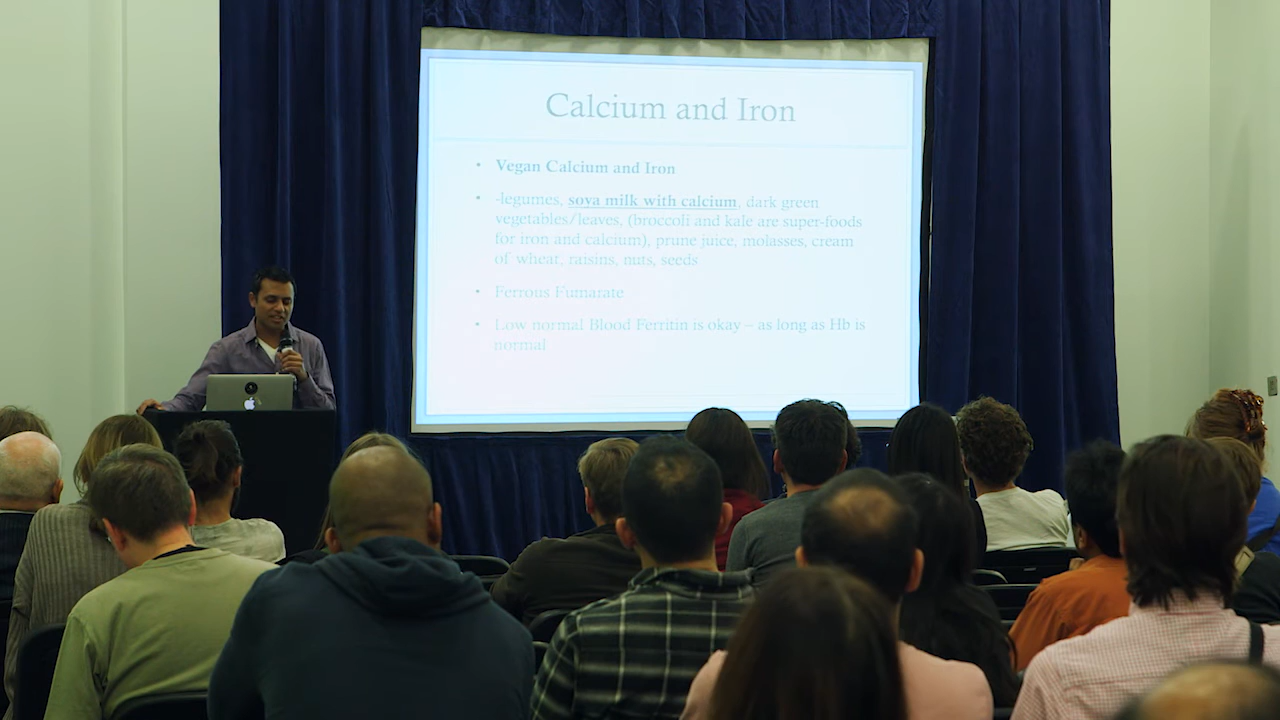 Calcium and Iron
• Vegan Calcium and Iron
• -legumes, soya milk with calcium, dark green
vegetables/leaves, (broccoli and kale are super-foods
for iron and calcium), prune juice, molasses, cream
of wheat, raisins, nuts, seeds
• Ferrous Fumarate
• Low normal Blood Ferritin is okay – as long as Hb is
normal